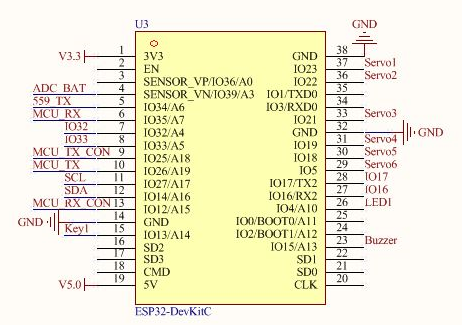 U3
GND
V3.3 1 3V3 GND 38
2 EN IO23 37 Servo1
3 SENSOR_VP/IO36/A0 IO22 36 Servo2
ADC_BAT 4 SENSOR_VN/IO39/A3 IO1/TXD0 35
559_TX 5 IO34/A6 IO3/RXD0 34
MCU_RX 6 IO35/A7 IO21 33 Servo3
IO32 7 IO32/A4 GND 32 GND
IO33 8 IO33/A5 IO19 31 Servo4
MCU_TX_CON 9 IO25/A18 IO18 30 Servo5
MCU_TX 10 IO26/A19 IO5 29 Servo6
SCL 11 IO27/A17 IO17/TX2 28 IO17
SDA 12 IO14/A16 IO16/RX2 27 IO16
MCU_RX_CON 13 IO12/A15 IO4/A10 26 LED1
GND 14 GND IO0/BOOT0/A11 25
Key1 15 IO13/A14 IO2/BOOT1/A12 24
16 SD2 IO15/A13 23 Buzzer
17 SD3 SD1 22
18 CMD SD0 21
V5.0 19 5V CLK 20
ESP32-DevKitC